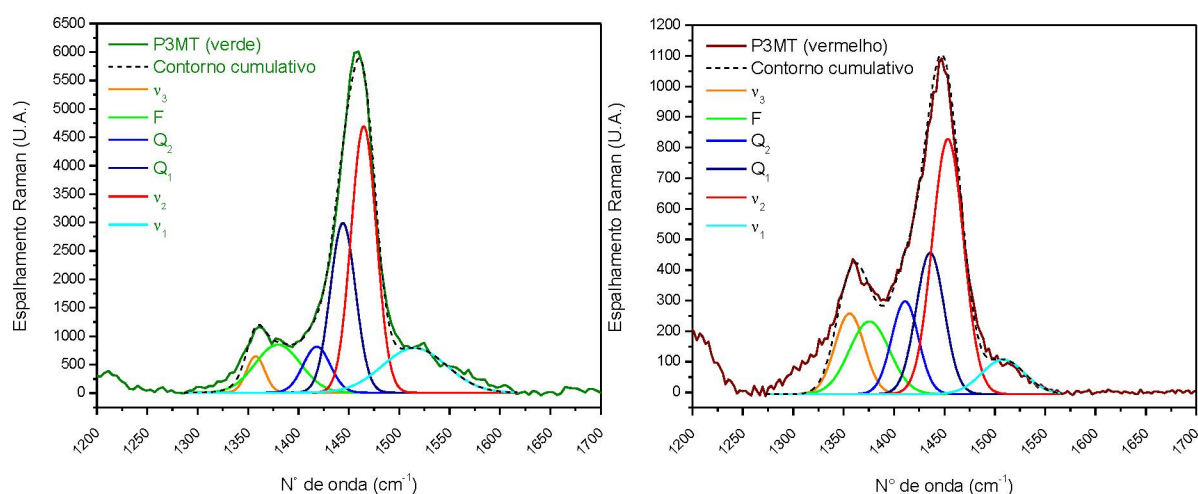 6500
6000
5500
5000
4500
4000
3500
3000
2500
2000
1500
1000
500
0
Espalhamento Raman (U.A.)
P3MT (verde)
Contorno cumulativo
ν₃
F
Q₂
Q₁
ν₂
ν₁
1200
1250
1300
1350
1400
1450
1500
1550
1600
1650
1700
N° de onda (cm⁻¹)
1200
1100
1000
900
800
700
600
500
400
300
200
100
0
Espalhamento Raman (U.A.)
P3MT (vermelho)
Contorno cumulativo
ν₃
F
Q₂
Q₁
ν₂
ν₁
1200
1250
1300
1350
1400
1450
1500
1550
1600
1650
1700
Nº de onda (cm⁻¹)